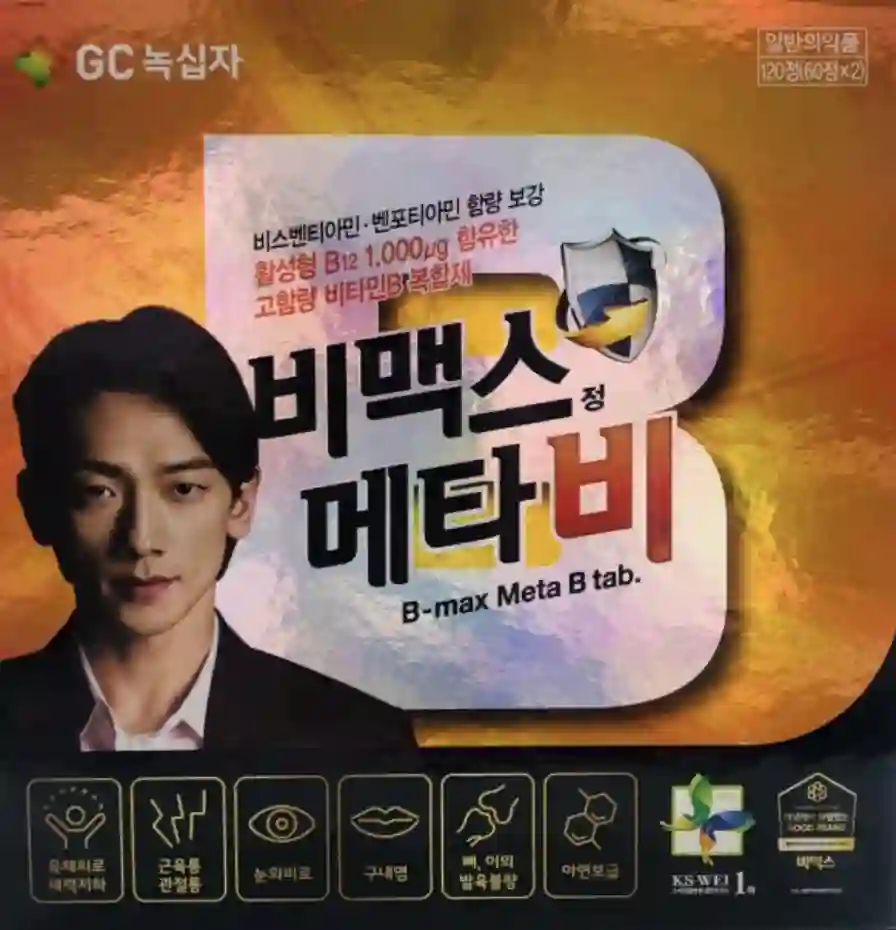 GC 녹십자
일반의약품
120정(60정×2)
비스벤티아민·벤포티아민 함량 보강
활성형 B12 1,000μg 함유한
고함량 비타민B 복합제
비맥스 정
메타비
B-max Meta B tab.
육체피로
체력저하
근육통
관절통
눈의피로
구내염
뼈, 이의
발육불량
아연보급
KS-WEI 1위
비맥스